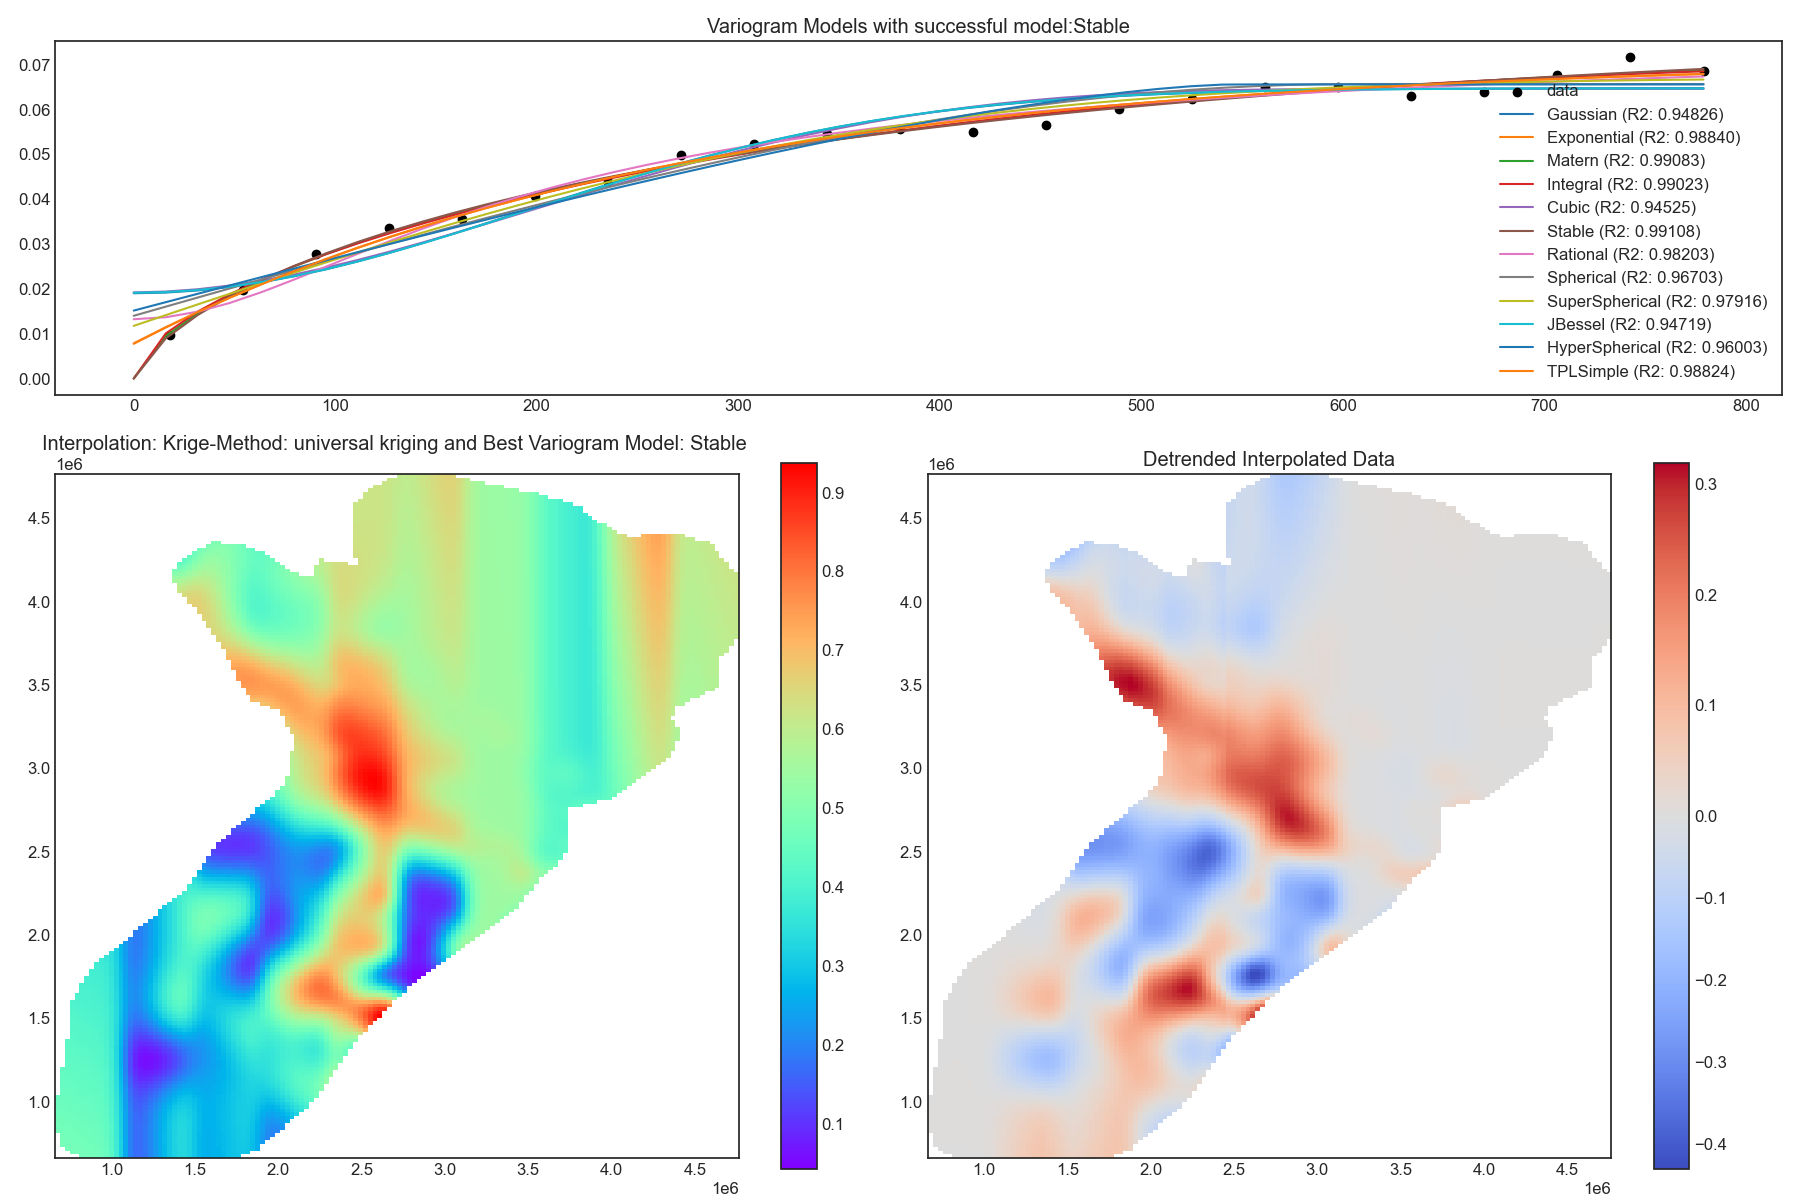 Variogram Models with successful model:Stable
0.07
0.06
0.05
0.04
0.03
0.02
0.01
0.00
data
Gaussian (R2: 0.94826)
Exponential (R2: 0.98840)
Matern (R2: 0.99083)
Integral (R2: 0.99023)
Cubic (R2: 0.94525)
Stable (R2: 0.99108)
Rational (R2: 0.98203)
Spherical (R2: 0.96703)
SuperSpherical (R2: 0.97916)
JBessel (R2: 0.94719)
HyperSpherical (R2: 0.96003)
TPLSimple (R2: 0.98824)
0 100 200 300 400 500 600 700 800
Interpolation: Krige-Method: universal kriging and Best Variogram Model: Stable
1e6
4.5
4.0
3.5
3.0
2.5
2.0
1.5
1.0
1.0 1.5 2.0 2.5 3.0 3.5 4.0 4.5
1e6
0.9
0.8
0.7
0.6
0.5
0.4
0.3
0.2
0.1
Detrended Interpolated Data
1e6
4.5
4.0
3.5
3.0
2.5
2.0
1.5
1.0
1.0 1.5 2.0 2.5 3.0 3.5 4.0 4.5
1e6
0.3
0.2
0.1
0.0
−0.1
−0.2
−0.3
−0.4